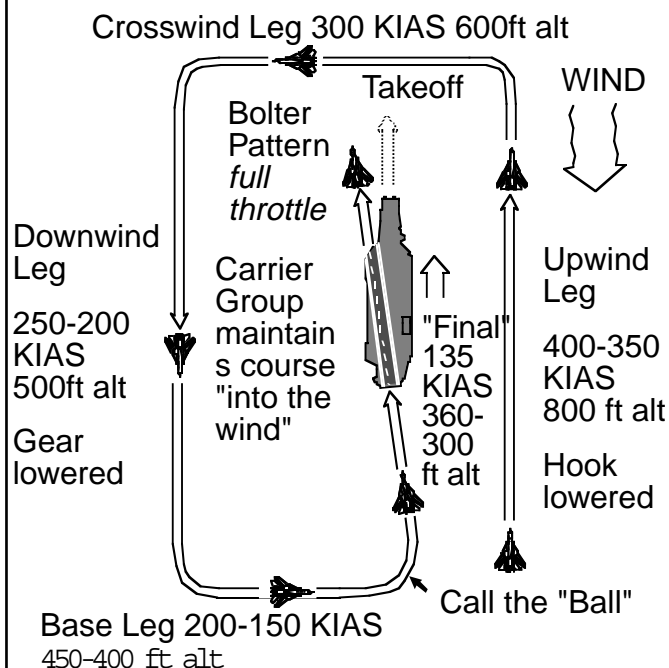 Crosswind Leg 300 KIAS 600ft alt
Takeoff
WIND
Bolter
Pattern
full
throttle
Downwind
Leg
250-200
KIAS
500ft alt
Gear
lowered
Carrier
Group
maintain
s course
"into the
wind"
"Final"
135
KIAS
360-
300
ft alt
Upwind
Leg
400-350
KIAS
800 ft alt
Hook
lowered
Call the "Ball"
Base Leg 200-150 KIAS
450-400 ft alt